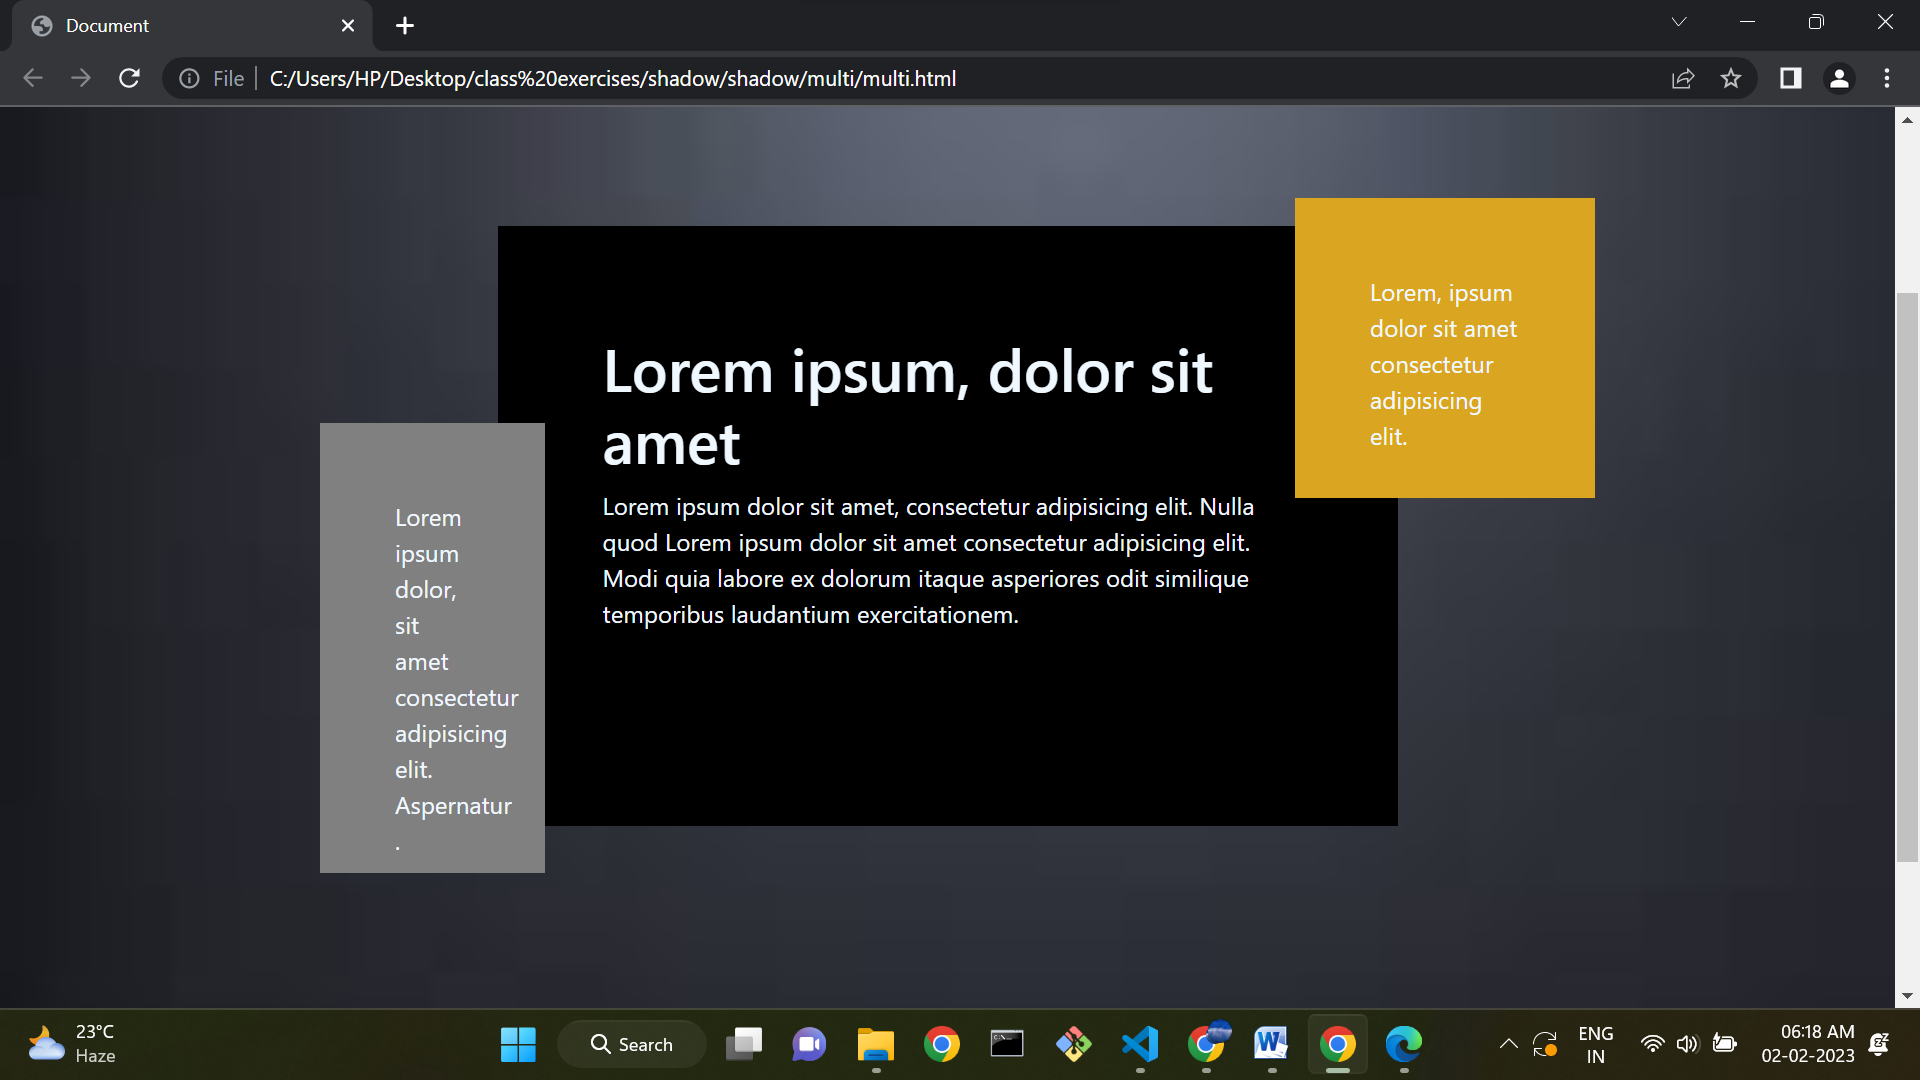 Document
File
C:/Users/HP/Desktop/class%20exercises/shadow/shadow/multi/multi.html
Lorem, ipsum
dolor sit amet
consectetur
adipisicing
elit.
Lorem ipsum, dolor sit
amet
Lorem ipsum dolor sit amet, consectetur adipisicing elit. Nulla
quod Lorem ipsum dolor sit amet consectetur adipisicing elit.
Modi quia labore ex dolorum itaque asperiores odit similique
temporibus laudantium exercitationem.
Lorem
ipsum
dolor,
sit
amet
consectetur
adipisicing
elit.
Aspernatur
.
23°C
Haze
Search
ENG
IN
06:18 AM
02-02-2023